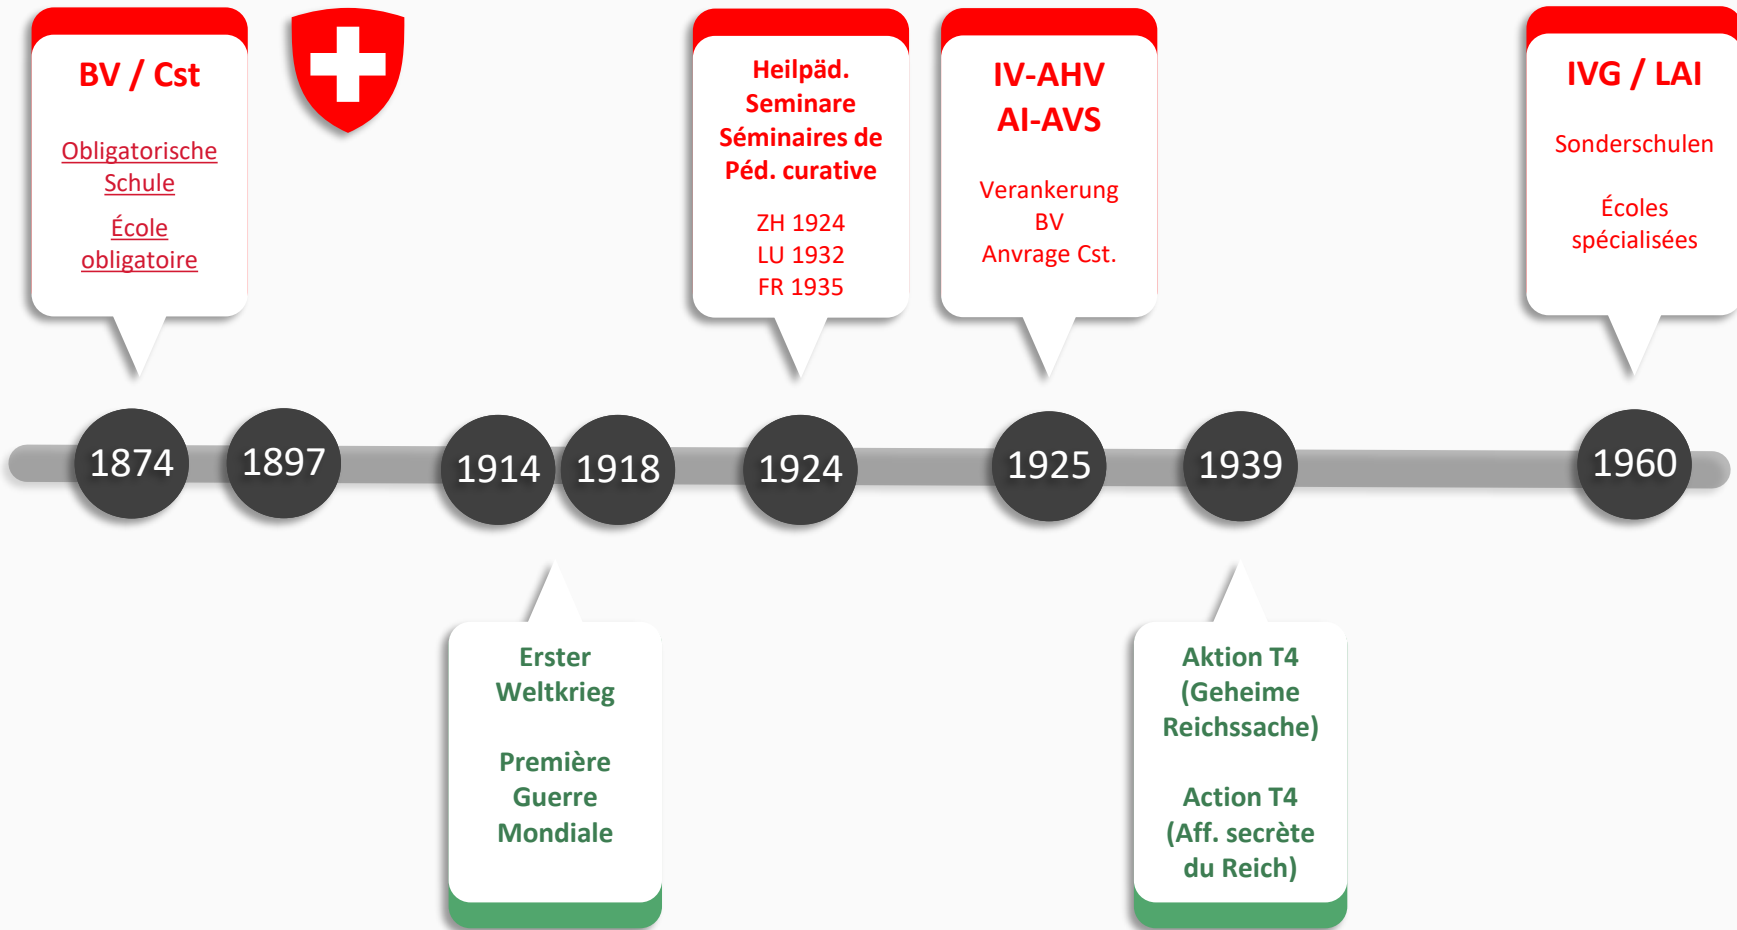 BV / Cst
Obligatorische
Schule
École
obligatoire
Heilpäd.
Seminare
Séminaires de
Péd. curative
ZH 1924
LU 1932
FR 1935
IV-AHV
AI-AVS
Verankerung
BV
Anvrage Cst.
IVG / LAI
Sonderschulen
Écoles
spécialisées
1874
1897
1914
1918
1924
1925
1939
1960
Erster
Weltkrieg
Première
Guerre
Mondiale
Aktion T4
(Geheime
Reichssache)
Action T4
(Aff. secrète
du Reich)